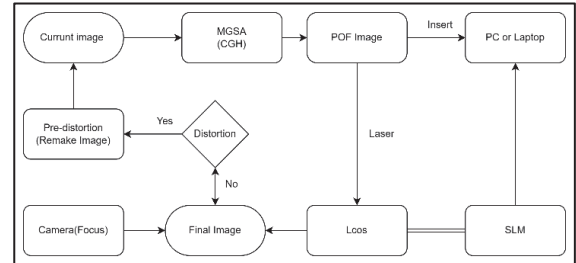 Currunt image
MGSA
(CGH)
POF Image
Insert
PC or Laptop
Pre-distortion
(Remake Image)
Yes
Distortion
Laser
No
Camera(Focus)
Final Image
Lcos
SLM